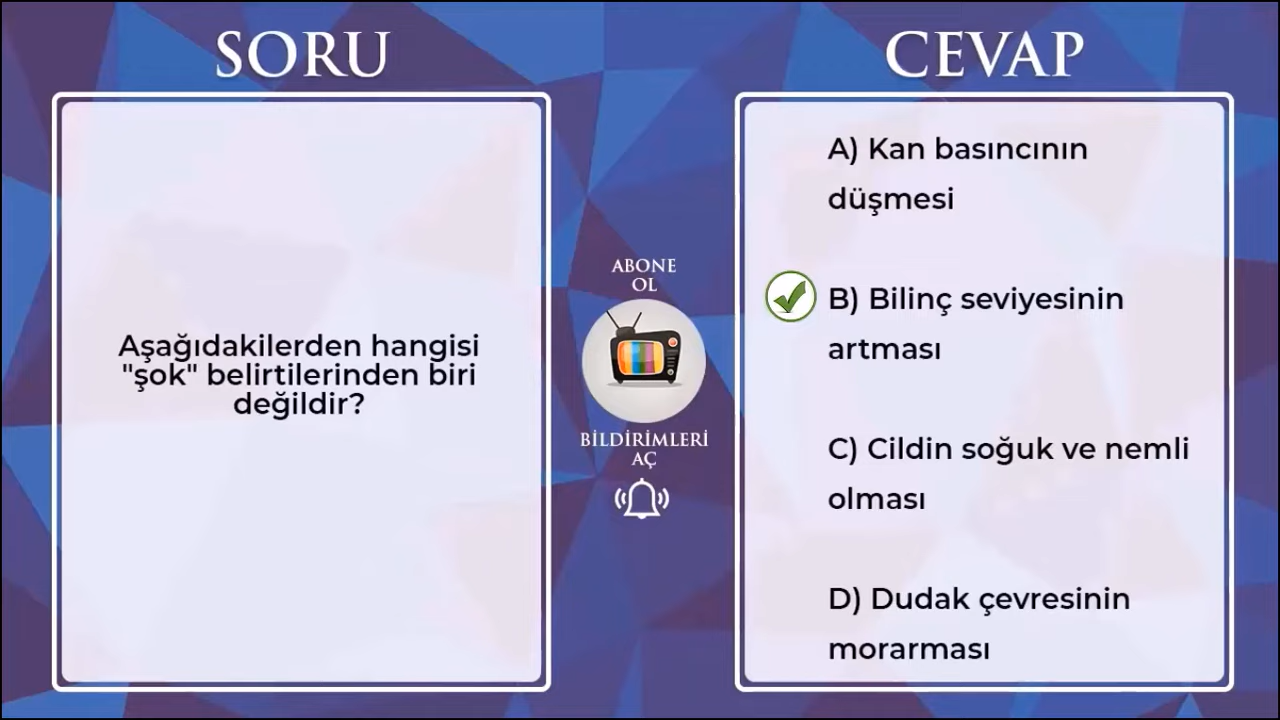 SORU
Aşağıdakilerden hangisi
"şok" belirtilerinden biri
değildir?
ABONE
OL
BİLDİRİMLERİ
AÇ
CEVAP
A) Kan basıncının
düşmesi
B) Bilinç seviyesinin
artması
C) Cildin soğuk ve nemli
olması
D) Dudak çevresinin
morarması